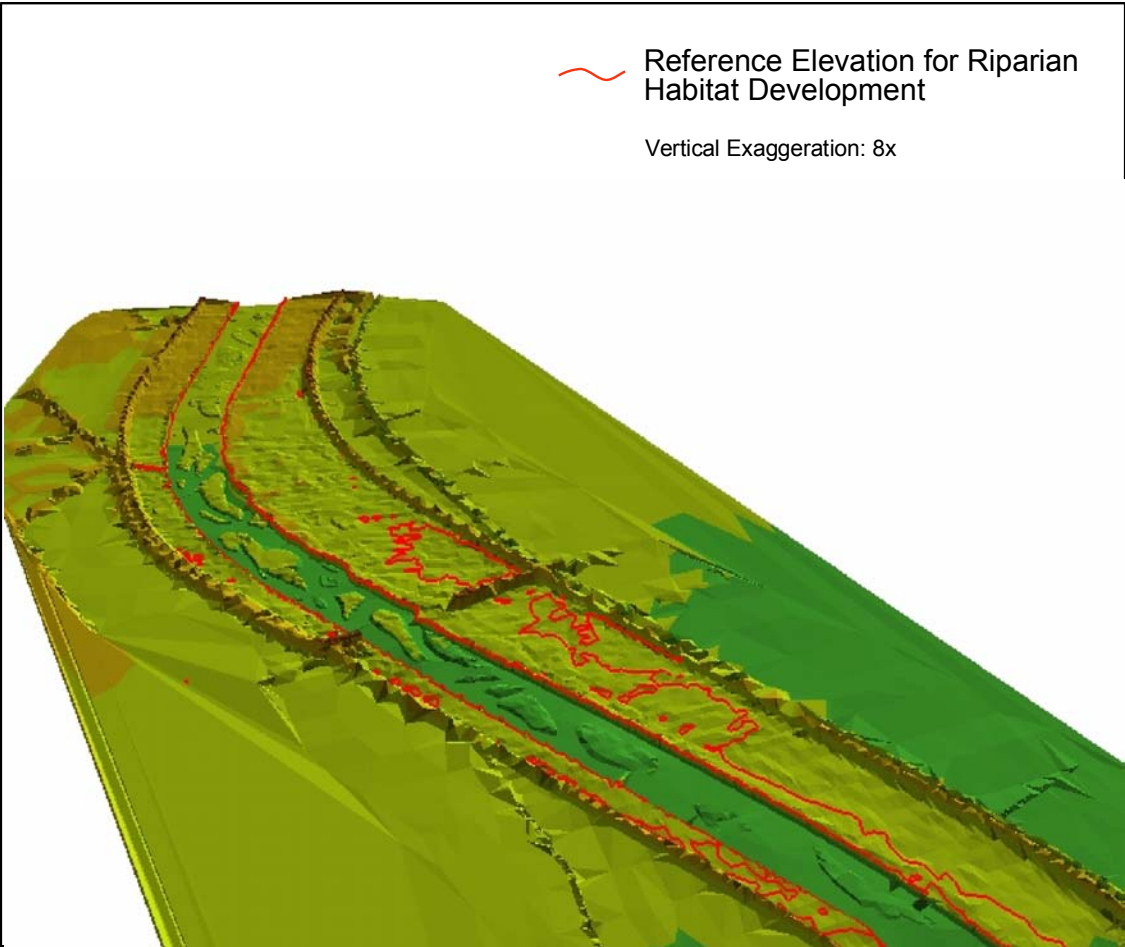 Reference Elevation for Riparian
Habitat Development
Vertical Exaggeration: 8x